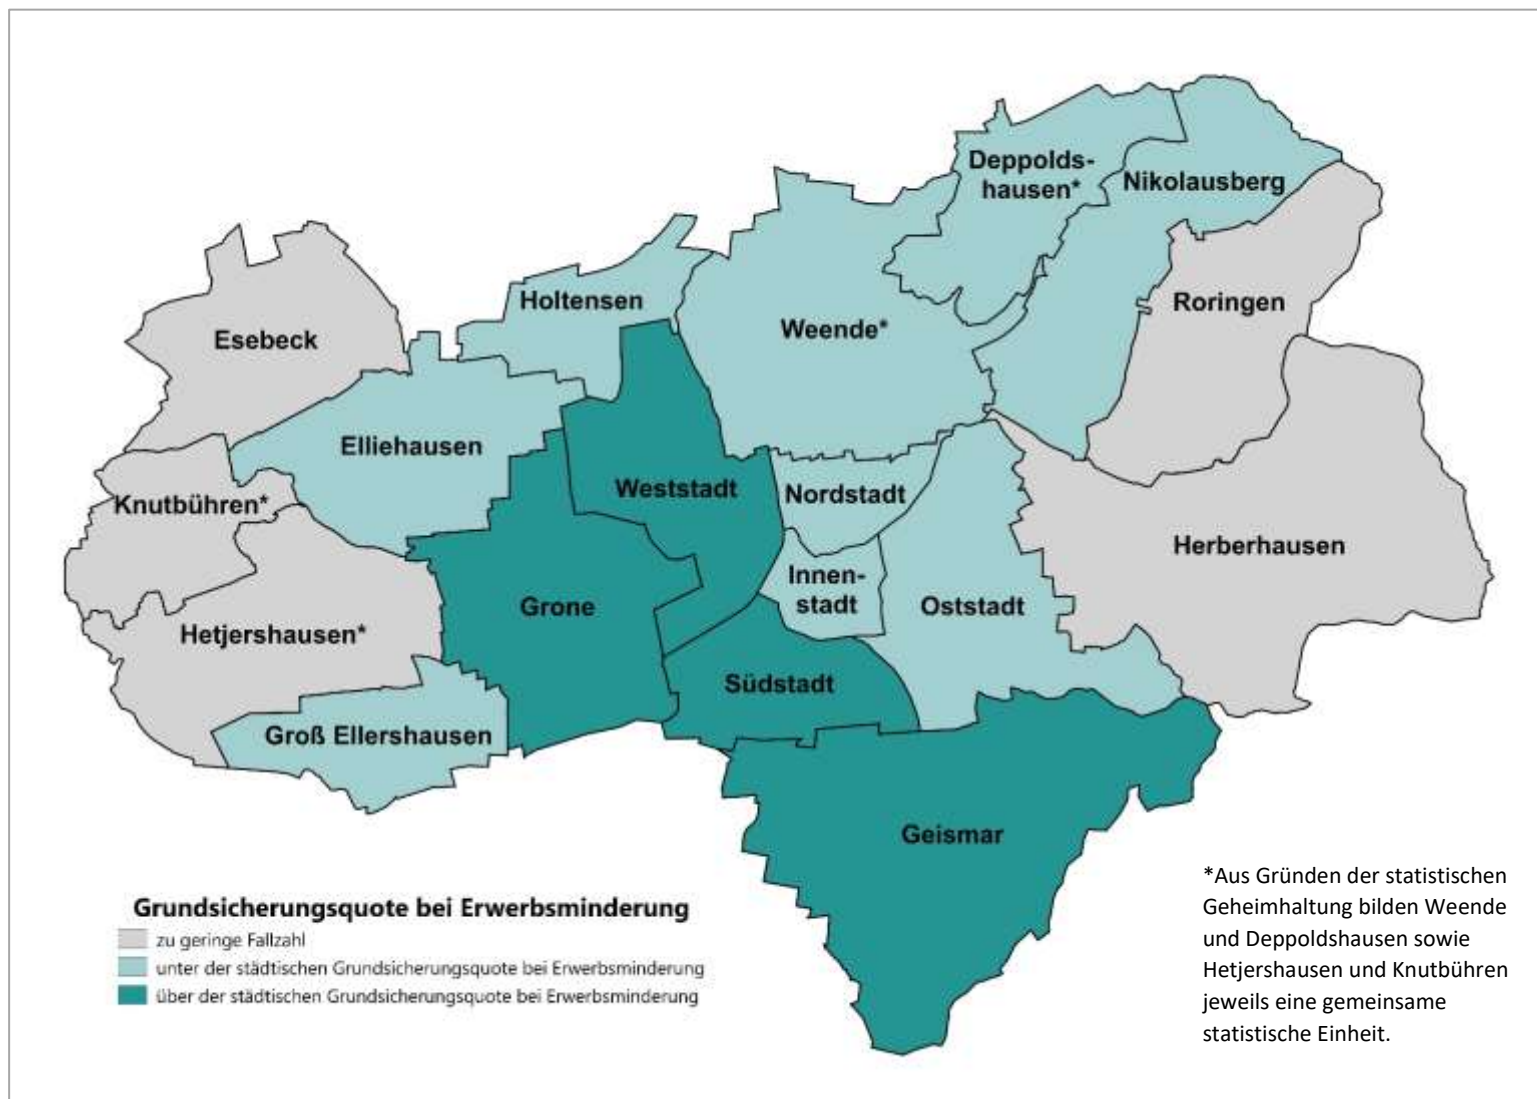 Deppolds-
hausen*
Nikolausberg
Holtensen
Roringen
Weende*
Esebeck
Elliehausen
Weststadt
Nordstadt
Knutbühren*
Herberhausen
Innen-
stadt
Grone
Oststadt
Hetjershausen*
Südstadt
Groß Ellershausen
Geismar
Grundsicherungsquote bei Erwerbsminderung
zu geringe Fallzahl
unter der städtischen Grundsicherungsquote bei Erwerbsminderung
über der städtischen Grundsicherungsquote bei Erwerbsminderung
*Aus Gründen der statistischen
Geheimhaltung bilden Weende
und Deppoldshausen sowie
Hetjershausen und Knutbühren
jeweils eine gemeinsame
statistische Einheit.